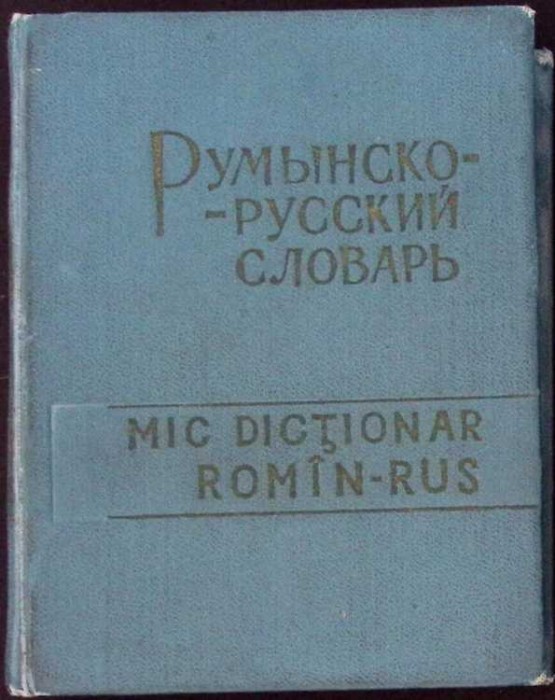 Румынско-
-русский
словарь
MIC DICŢIONAR
ROMÎN-RUS